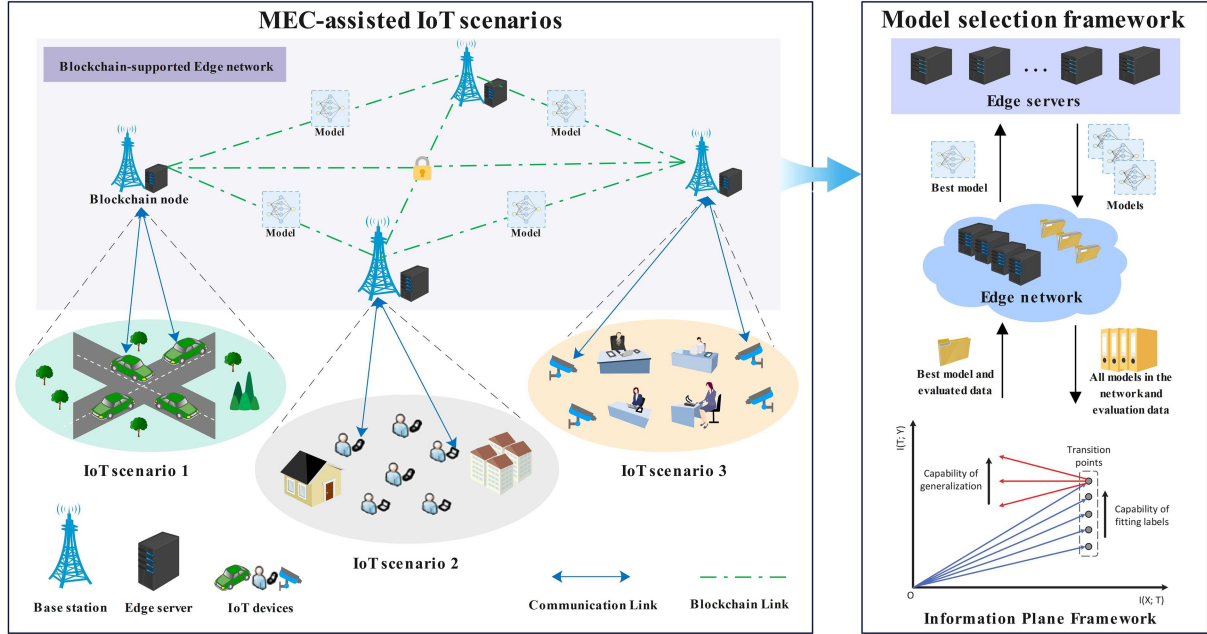 MEC-assisted IoT scenarios
Blockchain-supported Edge network
Model
Model
Blockchain node
Model
Model
IoT scenario 1
IoT scenario 2
IoT scenario 3
Base station
Edge server
IoT devices
Communication Link
Blockchain Link
Model selection framework
...
Edge servers
Best model
Models
Edge network
Best model and
evaluated data
All models in the
network and
evaluation data
I(T; Y)
Transition
points
Capability of
generalization
Capability of
fitting labels
O
I(X; T)
Information Plane Framework